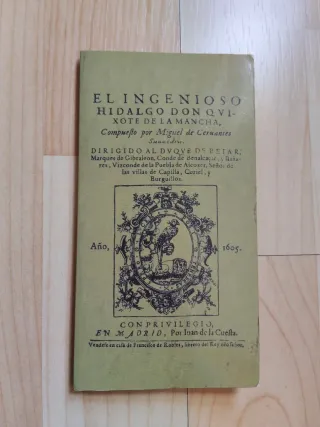 EL INGENIOSO
HIDALGO DON QVI-
XOTE DE LA MANCHA,
Compuesto por Miguel de Ceruantes
Saauedra.
DIRIGIDO AL DVQVE DE BEIAR,
Marques de Gibraleon, Conde de Benalcaçar, y Baña-
res, Vizconde de la Puebla de Alcozer, Señor de
las villas de Capilla, Curiel, y
Burguillos.
Año, 1605.
CON PRIVILEGIO,
EN MADRID, Por Iuan de la Cuesta.
Vendese en casa de Francisco de Robles, librero del Rey nro señor.